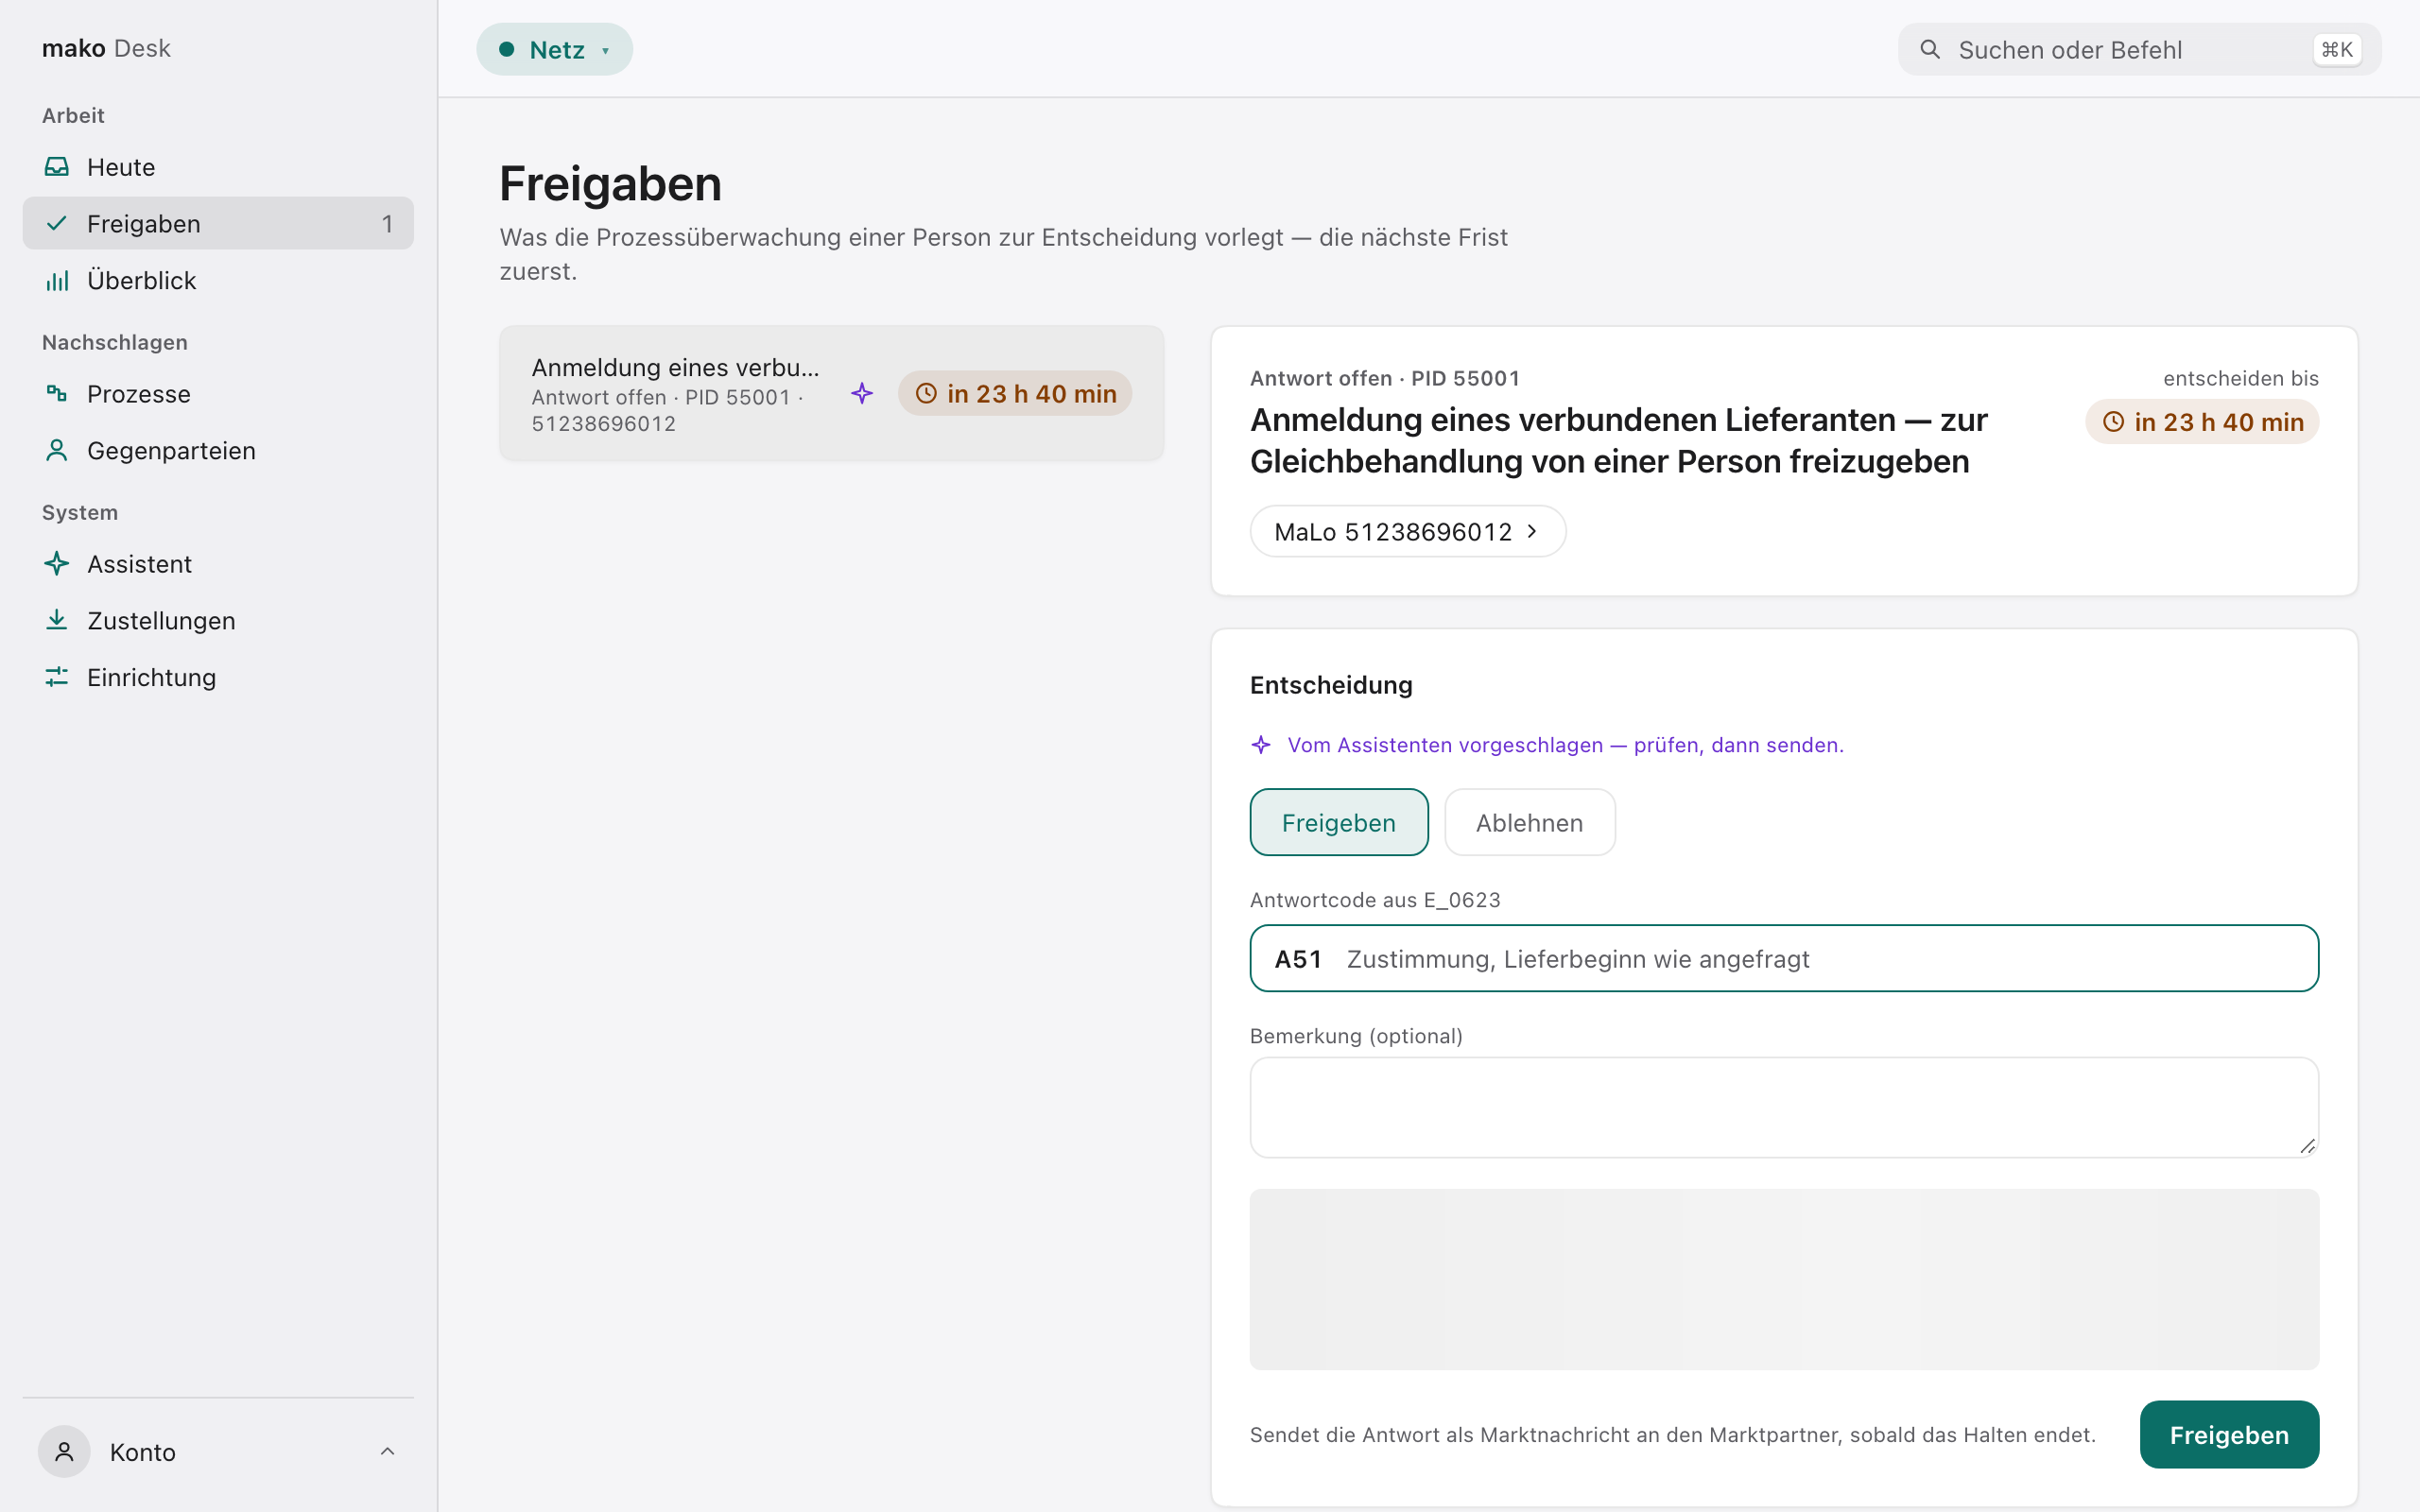 mako Desk
Arbeit
Heute
Freigaben 1
Überblick
Nachschlagen
Prozesse
Gegenparteien
System
Assistent
Zustellungen
Einrichtung
Konto
Netz
Suchen oder Befehl ⌘K
Freigaben
Was die Prozessüberwachung einer Person zur Entscheidung vorlegt — die nächste Frist
zuerst.
Anmeldung eines verbu...
Antwort offen · PID 55001 ·
51238696012
in 23 h 40 min
Antwort offen · PID 55001
entscheiden bis
Anmeldung eines verbundenen Lieferanten — zur
Gleichbehandlung von einer Person freizugeben
in 23 h 40 min
MaLo 51238696012
Entscheidung
Vom Assistenten vorgeschlagen — prüfen, dann senden.
Freigeben
Ablehnen
Antwortcode aus E_0623
A51 Zustimmung, Lieferbeginn wie angefragt
Bemerkung (optional)
Sendet die Antwort als Marktnachricht an den Marktpartner, sobald das Halten endet.
Freigeben